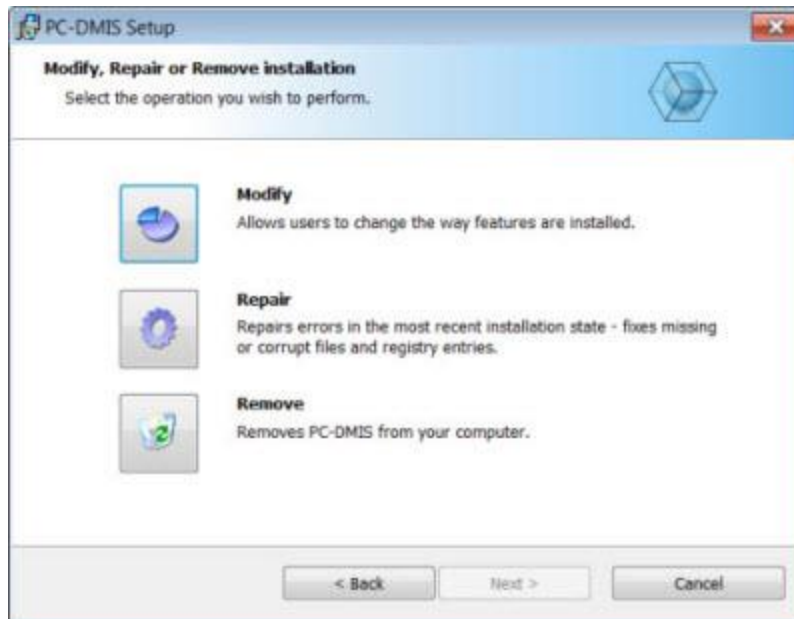 PC-DMIS Setup
Modify, Repair or Remove installation
Select the operation you wish to perform.
Modify
Allows users to change the way features are installed.
Repair
Repairs errors in the most recent installation state - fixes missing
or corrupt files and registry entries.
Remove
Removes PC-DMIS from your computer.
< Back
Next >
Cancel